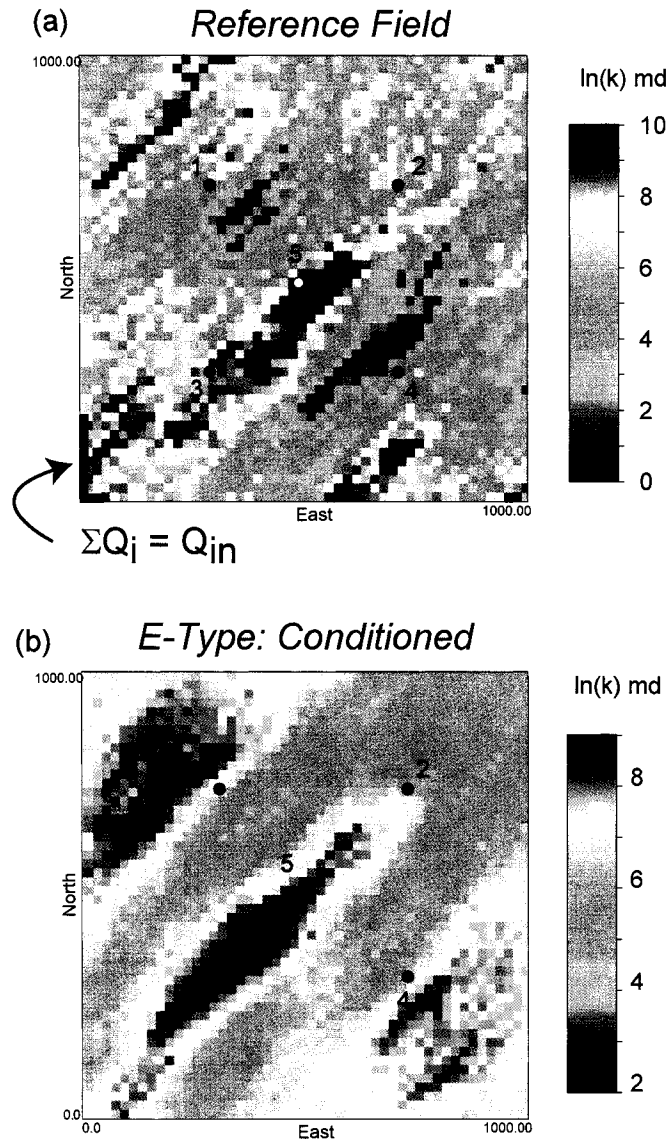 (a) Reference Field
1000.00
ln(k) md
10
8
6
4
2
0
1
2
5
3
4
North
East
1000.00
ΣQi = Qin
(b) E-Type: Conditioned
1000.00
ln(k) md
8
6
4
2
2
5
4
North
0.0
0.0
East
1000.00